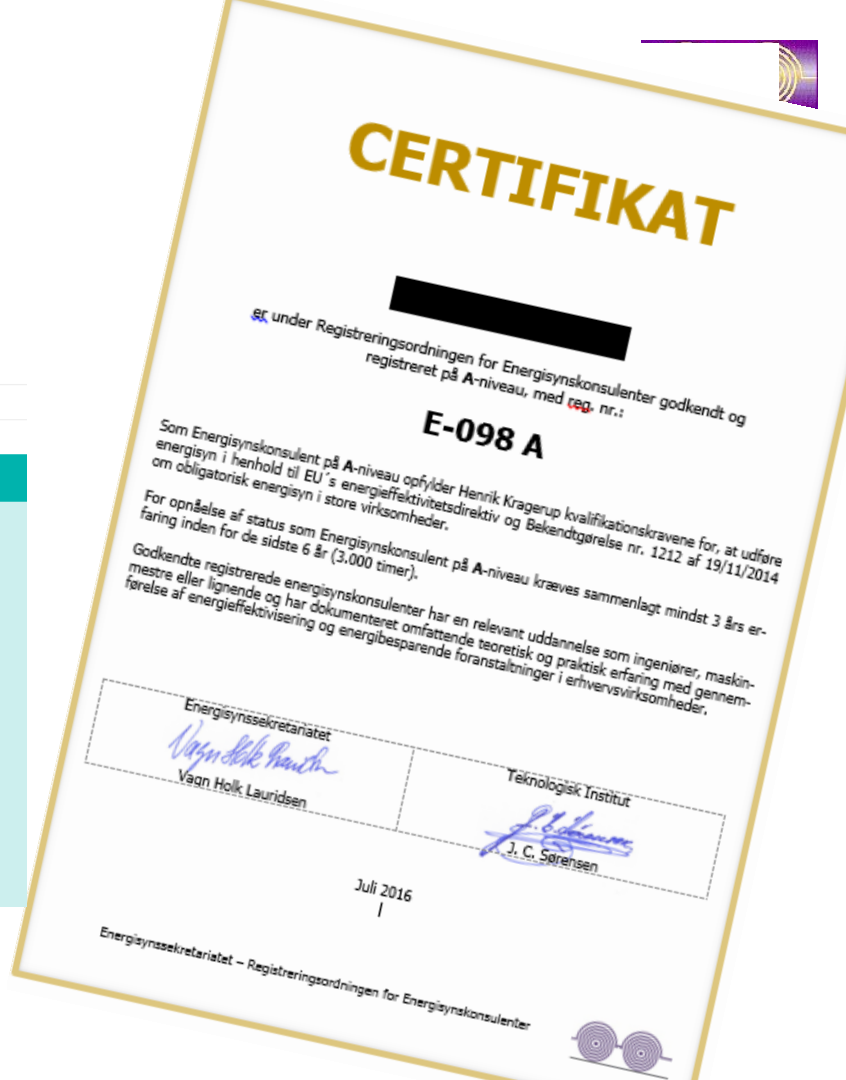 CERTIFIKAT
er under Registreringsordningen for Energisynskonsulenter godkendt og
registreret på A-niveau, med reg. nr.:
E-098 A
Som Energisynskonsulent på A-niveau opfylder Henrik Kragerup kvalifikationskravene for, at udføre
energisyn i henhold til EU´s energieffektivitetsdirektiv og Bekendtgørelse nr. 1212 af 19/11/2014
om obligatorisk energisyn i store virksomheder.
For opnåelse af status som Energisynskonsulent på A-niveau kræves sammenlagt mindst 3 års er-
faring inden for de sidste 6 år (3.000 timer).
Godkendte registrerede energisynskonsulenter har en relevant uddannelse som ingeniører, maskin-
mestre eller lignende og har dokumenteret omfattende teoretisk og praktisk erfaring med gennem-
førelse af energieffektivisering og energibesparende foranstaltninger i erhvervsvirksomheder.
Energisynssekretariatet
Vagn Holk Lauridsen
Teknologisk Institut
J. C. Sørensen
Juli 2016
Energisynssekretariatet – Registreringsordningen for Energisynskonsulenter